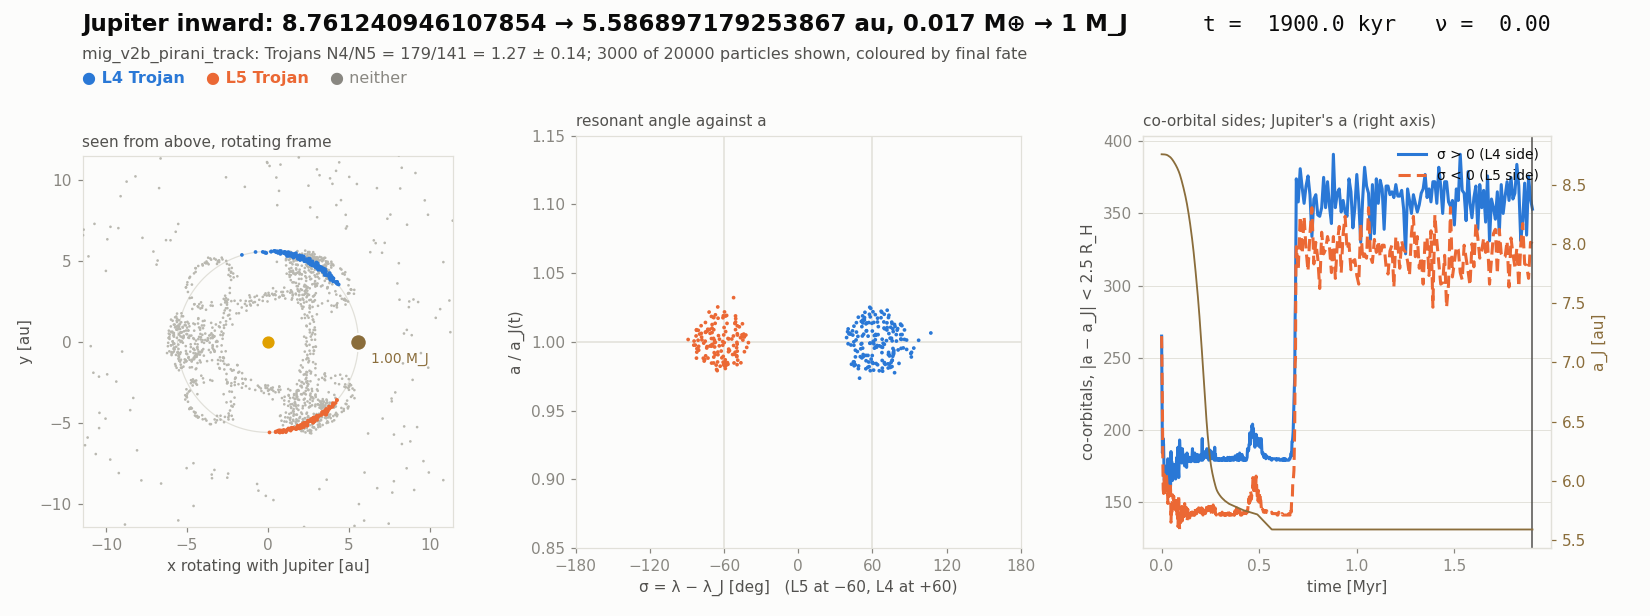 Jupiter inward: 8.761240946107854 → 5.586897179253867 au, 0.017 M⊕ → 1 M_J
t = 1900.0 kyr ν = 0.00
mig_v2b_pirani_track: Trojans N4/N5 = 179/141 = 1.27 ± 0.14; 3000 of 20000 particles shown, coloured by final fate
L4 Trojan L5 Trojan neither
seen from above, rotating frame
10
5
0
−5
−10
y [au]
1.00 M_J
−10 −5 0 5 10
x rotating with Jupiter [au]
resonant angle against a
1.15
1.10
1.05
1.00
0.95
0.90
0.85
a / a_J(t)
−180 −120 −60 0 60 120 180
σ = λ − λ_J [deg] (L5 at −60, L4 at +60)
co-orbital sides; Jupiter's a (right axis)
400
350
300
250
200
150
co-orbitals, |a − a_J| < 2.5 R_H
σ > 0 (L4 side)
σ < 0 (L5 side)
8.5
8.0
7.5
7.0
6.5
6.0
5.5
a_J [au]
0.0 0.5 1.0 1.5
time [Myr]